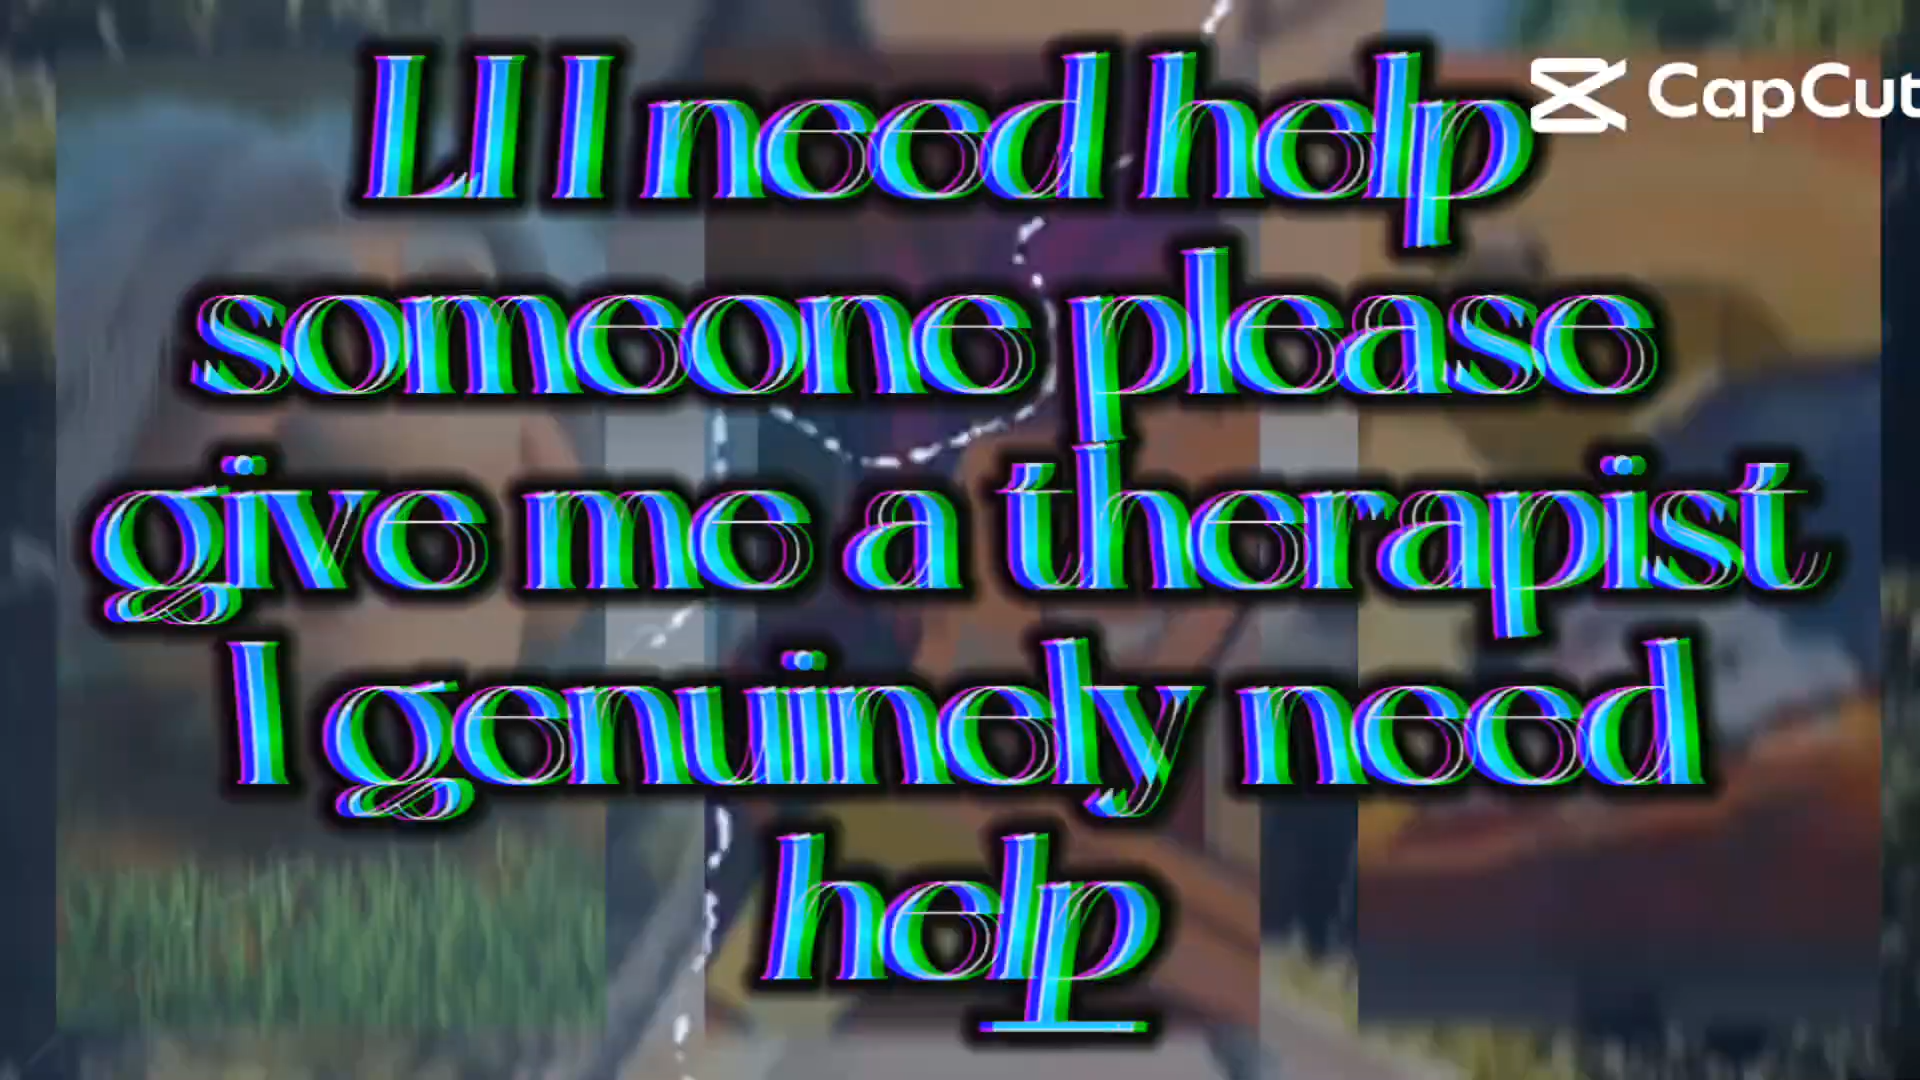 LI I need help
CapCut
someone please
give me a therapist
I genuinely need
help